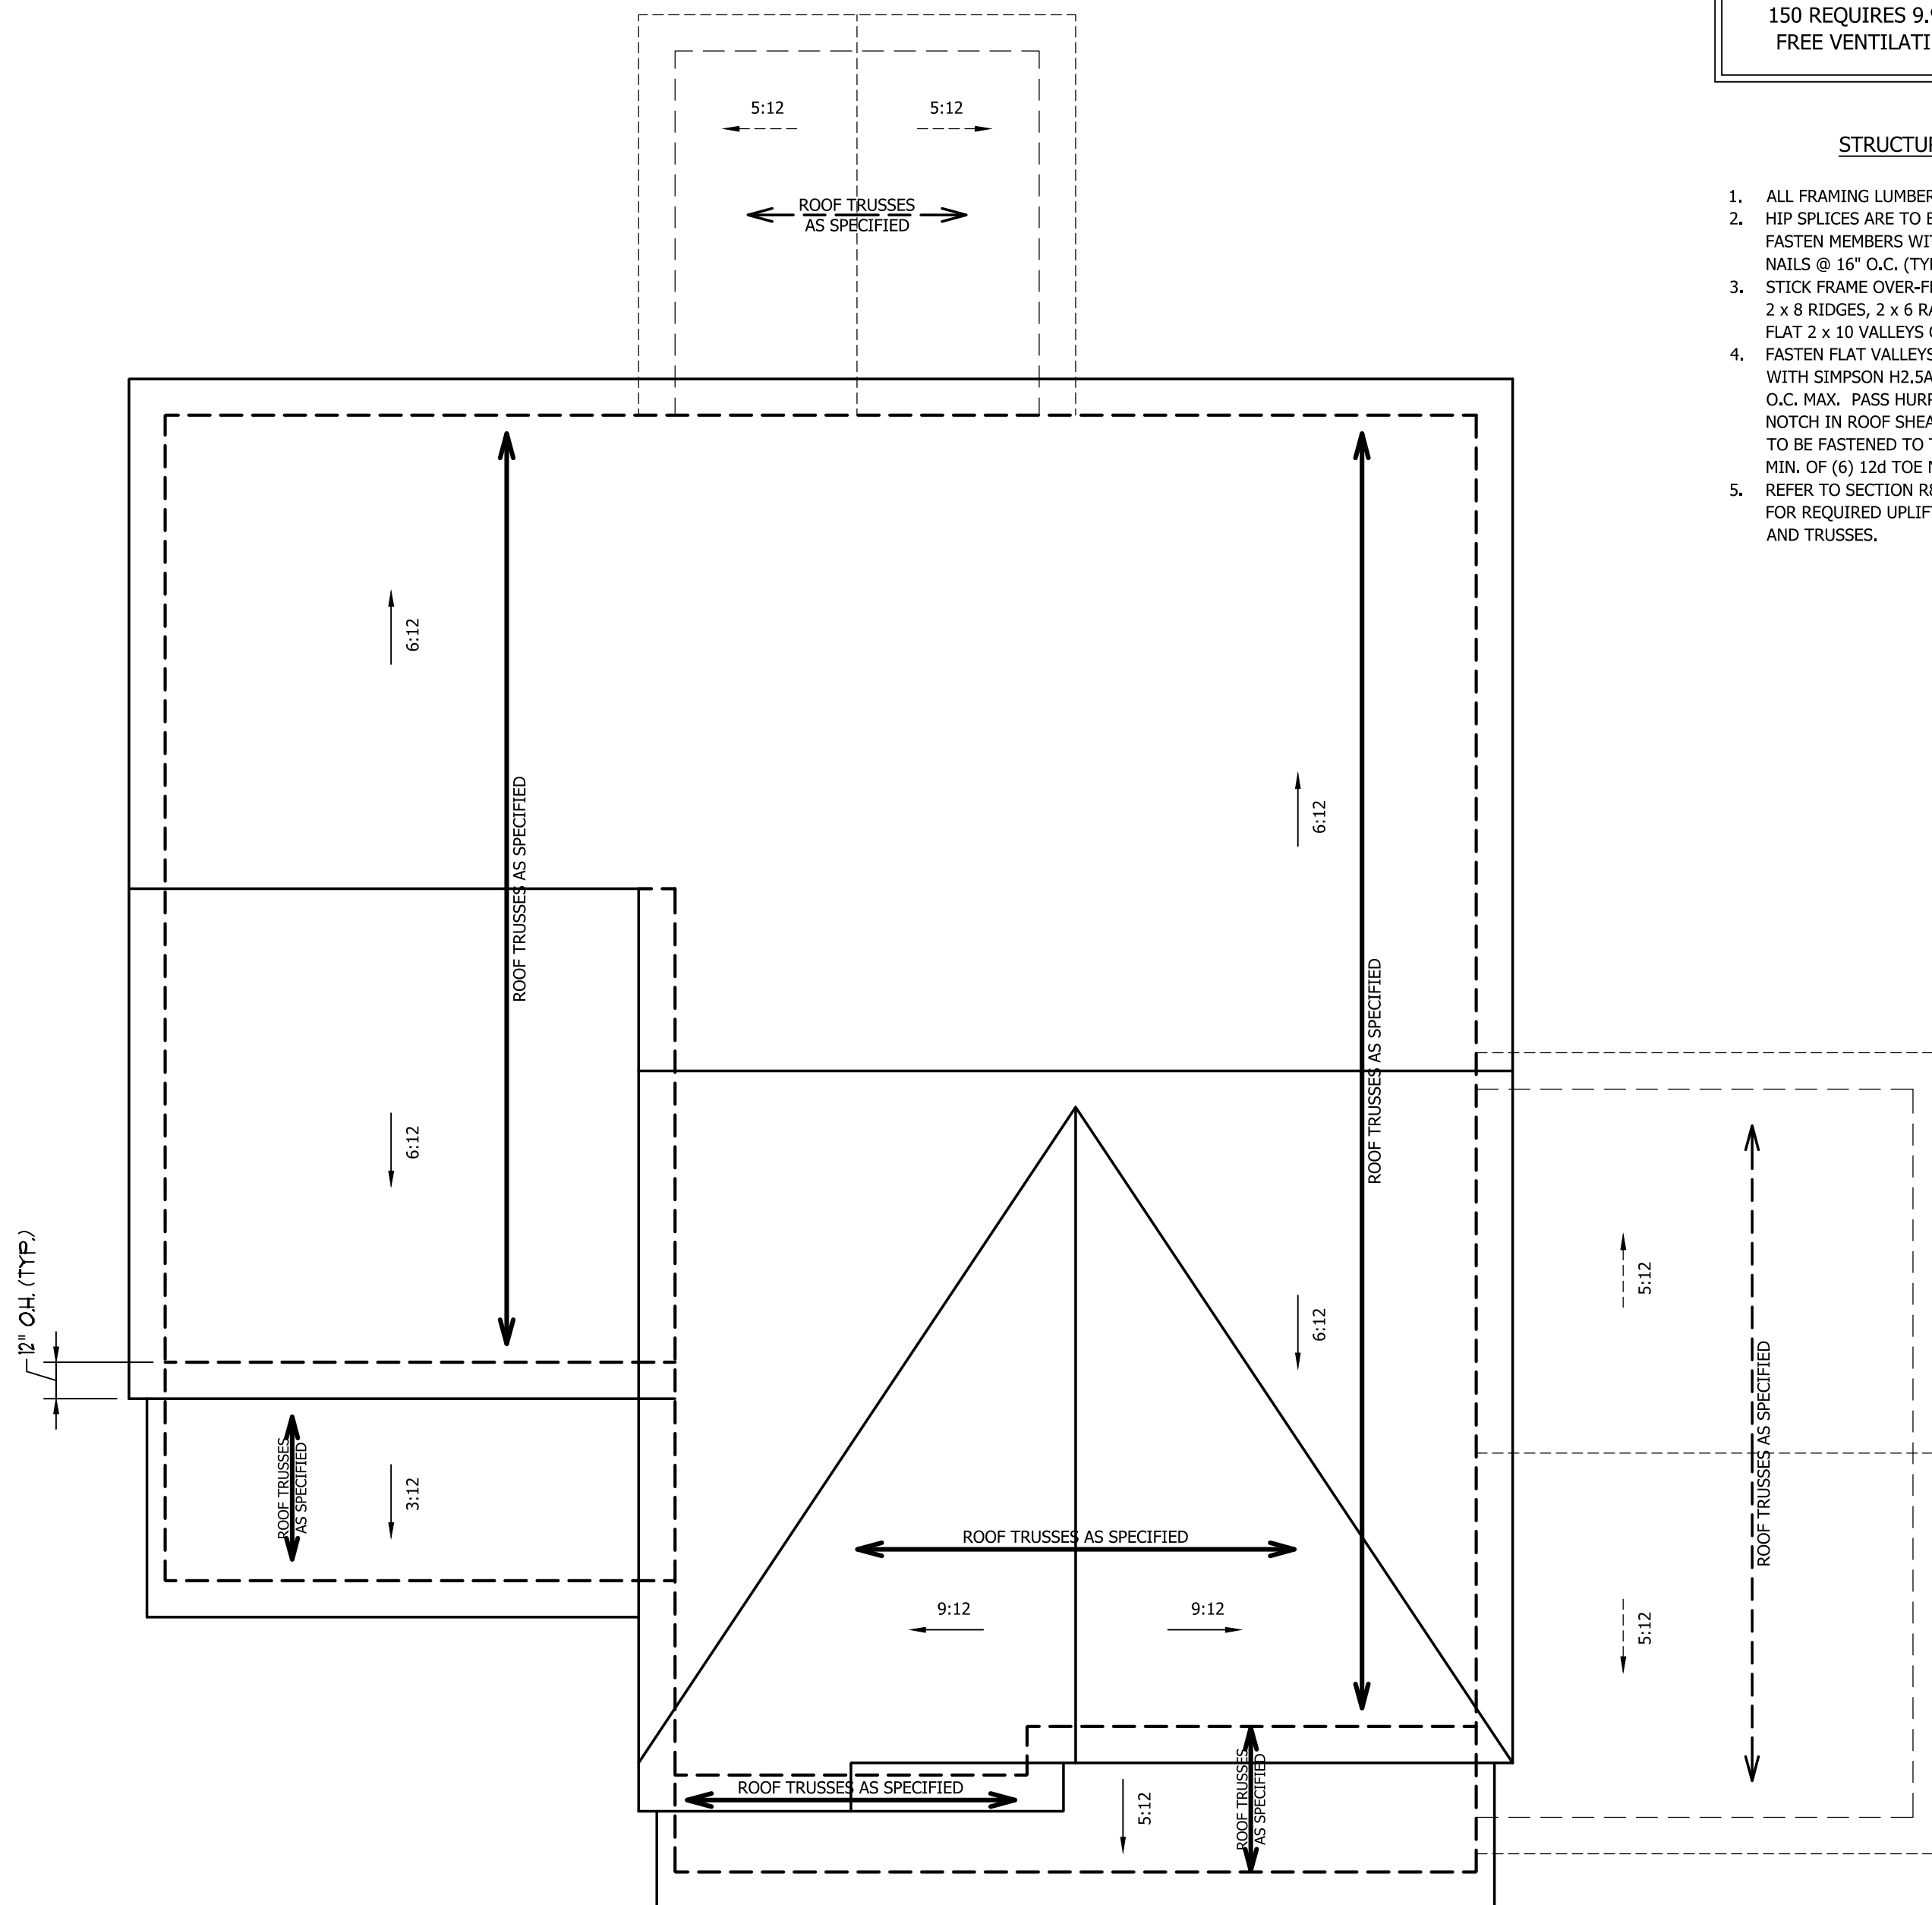 150 REQUIRES 9.
FREE VENTILATI
STRUCTU
1. ALL FRAMING LUMBER
2. HIP SPLICES ARE TO
FASTEN MEMBERS WI
NAILS @ 16" O.C. (TY
3. STICK FRAME OVER-F
2 x 8 RIDGES, 2 x 6 RA
FLAT 2 x 10 VALLEYS
4. FASTEN FLAT VALLEYS
WITH SIMPSON H2.5A
O.C. MAX. PASS HUR
NOTCH IN ROOF SHEA
TO BE FASTENED TO
MIN. OF (6) 12d TOE
5. REFER TO SECTION R
FOR REQUIRED UPLIF
AND TRUSSES.
5:12
5:12
ROOF TRUSSES
AS SPECIFIED
6:12
ROOF TRUSSES AS SPECIFIED
6:12
ROOF TRUSSES AS SPECIFIED
6:12
6:12
12" O.H. (TYP.)
ROOF TRUSSES
AS SPECIFIED
3:12
ROOF TRUSSES AS SPECIFIED
9:12
9:12
ROOF TRUSSES AS SPECIFIED
5:12
ROOF TRUSSES
AS SPECIFIED
5:12
ROOF TRUSSES AS SPECIFIED
5:12